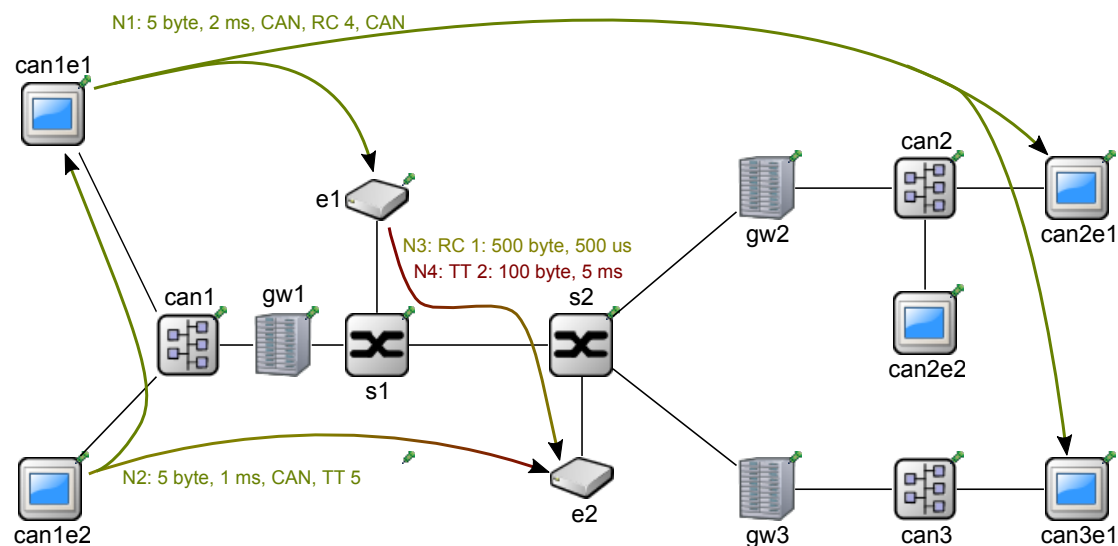 N1: 5 byte, 2 ms, CAN, RC 4, CAN
can1e1
can2
e1
can2e1
gw2
N3: RC 1: 500 byte, 500 us
N4: TT 2: 100 byte, 5 ms
can1
gw1
s2
s1
can2e2
N2: 5 byte, 1 ms, CAN, TT 5
e2
can1e2
gw3
can3
can3e1